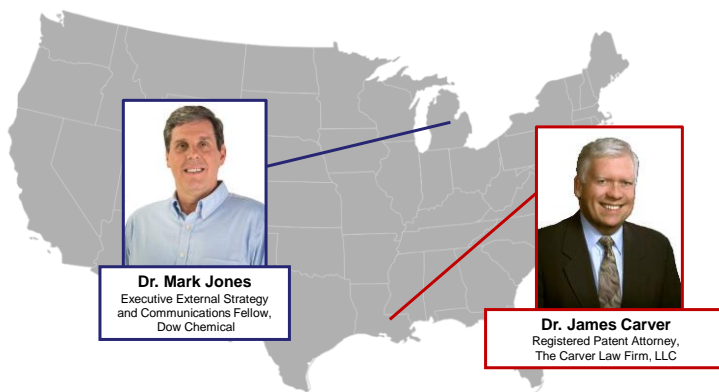 Dr. Mark Jones
Executive External Strategy
and Communications Fellow,
Dow Chemical
Dr. James Carver
Registered Patent Attorney,
The Carver Law Firm, LLC